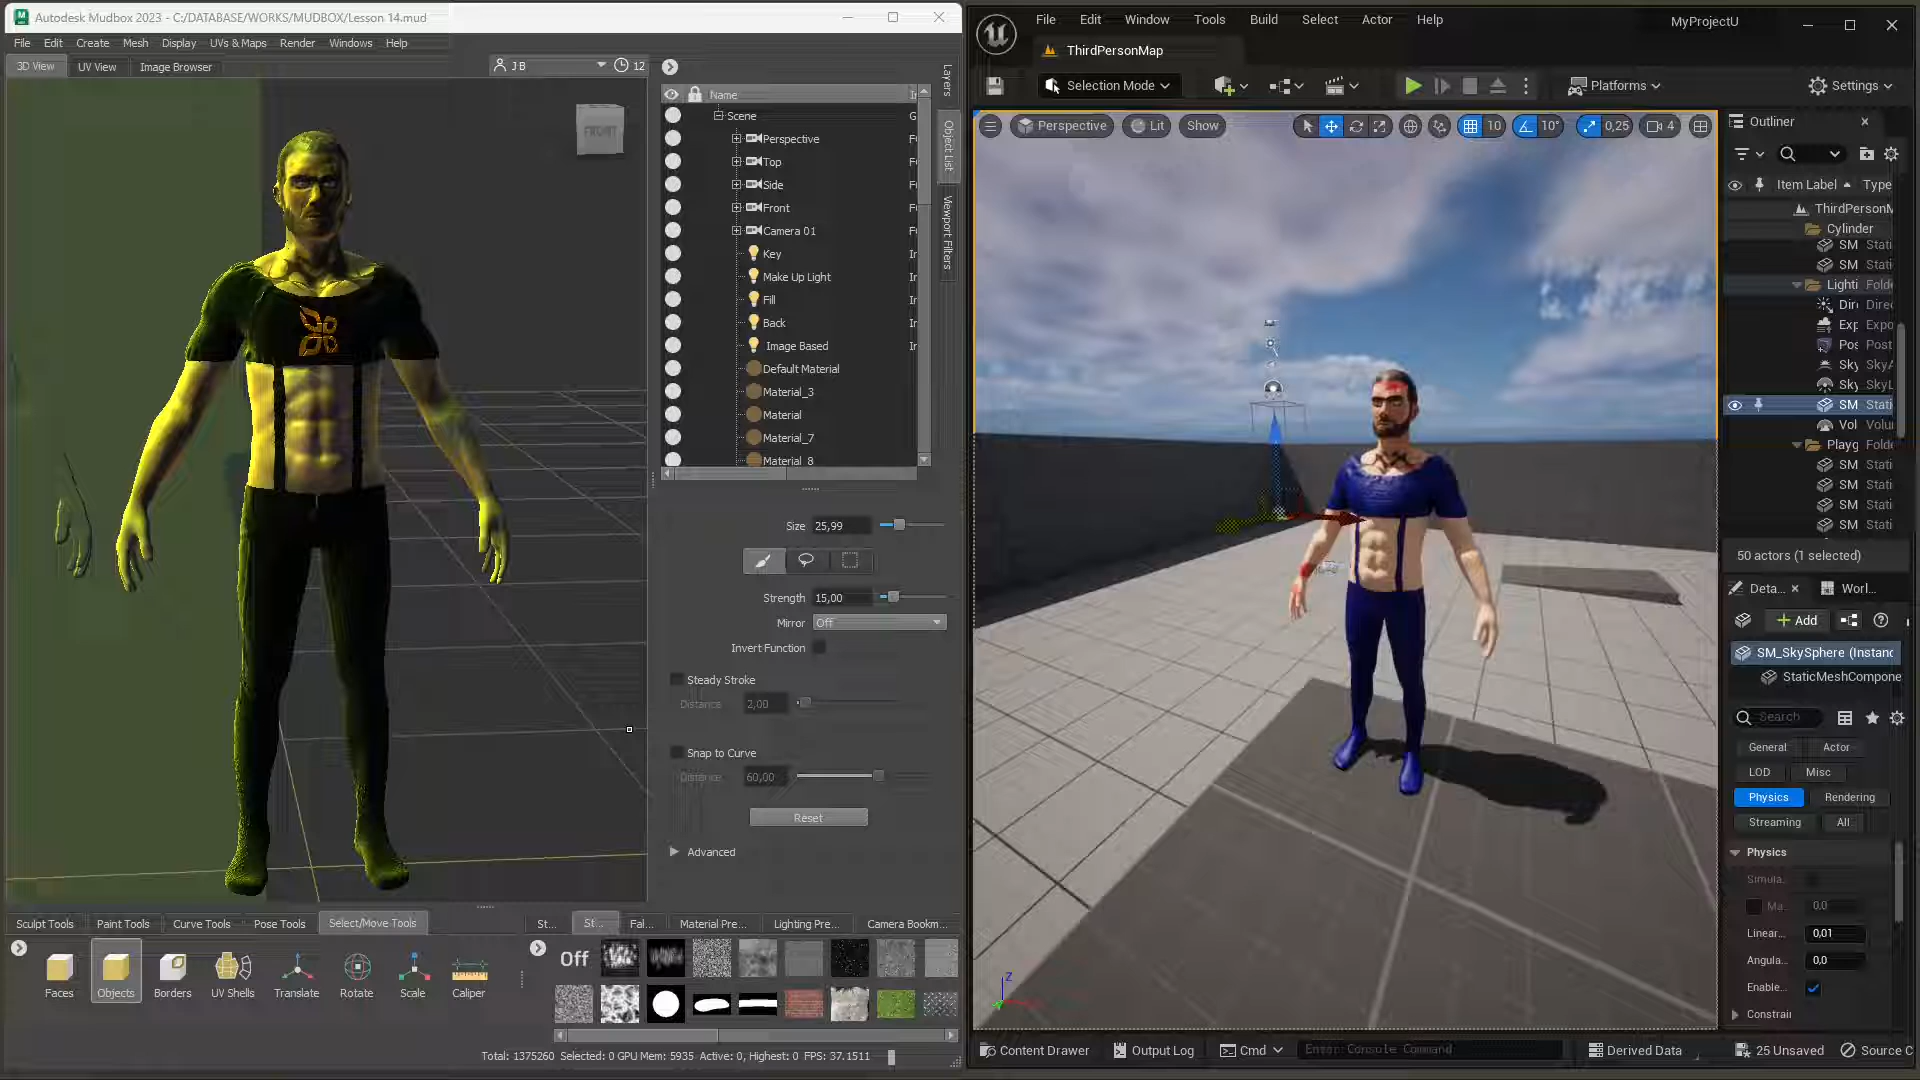 Autodesk Mudbox 2023 - C:/DATABASE/WORKS/MUDBOX/Lesson 14.mud
File Edit Create Mesh Display UVs & Maps Render Windows Help
3D View UV View Image Browser
J B 12
FRONT
Name
Scene
Perspective
Top
Side
Front
Camera 01
Key
Make Up Light
Fill
Back
Image Based
Default Material
Material_3
Material
Material_7
Material_8
Layers
Object List
Viewport Filters
Size 25,99
Strength 15,00
Mirror Off
Invert Function
Steady Stroke
Distance 2,00
Snap to Curve
Distance 60,00
Reset
Advanced
Sculpt Tools Paint Tools Curve Tools Pose Tools Select/Move Tools
St... St... Fal... Material Pre... Lighting Pre... Camera Bookm...
Faces Objects Borders UV Shells Translate Rotate Scale Caliper
Off
Total: 1375260 Selected: 0 GPU Mem: 5935 Active: 0, Highest: 0 FPS: 37.1511
File Edit Window Tools Build Select Actor Help
MyProjectU
ThirdPersonMap
Selection Mode Platforms Settings
Perspective Lit Show 10 10° 0,25 4
Z
Outliner
Item Label Type
ThirdPersonM
Cylinder
SM Stati
SM Stati
Lighti Folde
Dir Direc
Exp Expo
Pos Post
Sky SkyA
Sky SkyL
SM Stati
Vol Volu
Playg Folde
SM Stati
SM Stati
SM Stati
SM Stati
50 actors (1 selected)
Deta... Worl...
Add
SM_SkySphere (Instanc
StaticMeshCompone
Search
General Actor
LOD Misc
Physics Rendering
Streaming All
Physics
Simula..
Ma... 0,0
Linear... 0,01
Angula.. 0,0
Enable...
Constrai
Content Drawer Output Log Cmd Enter Console Command Derived Data 25 Unsaved Source C